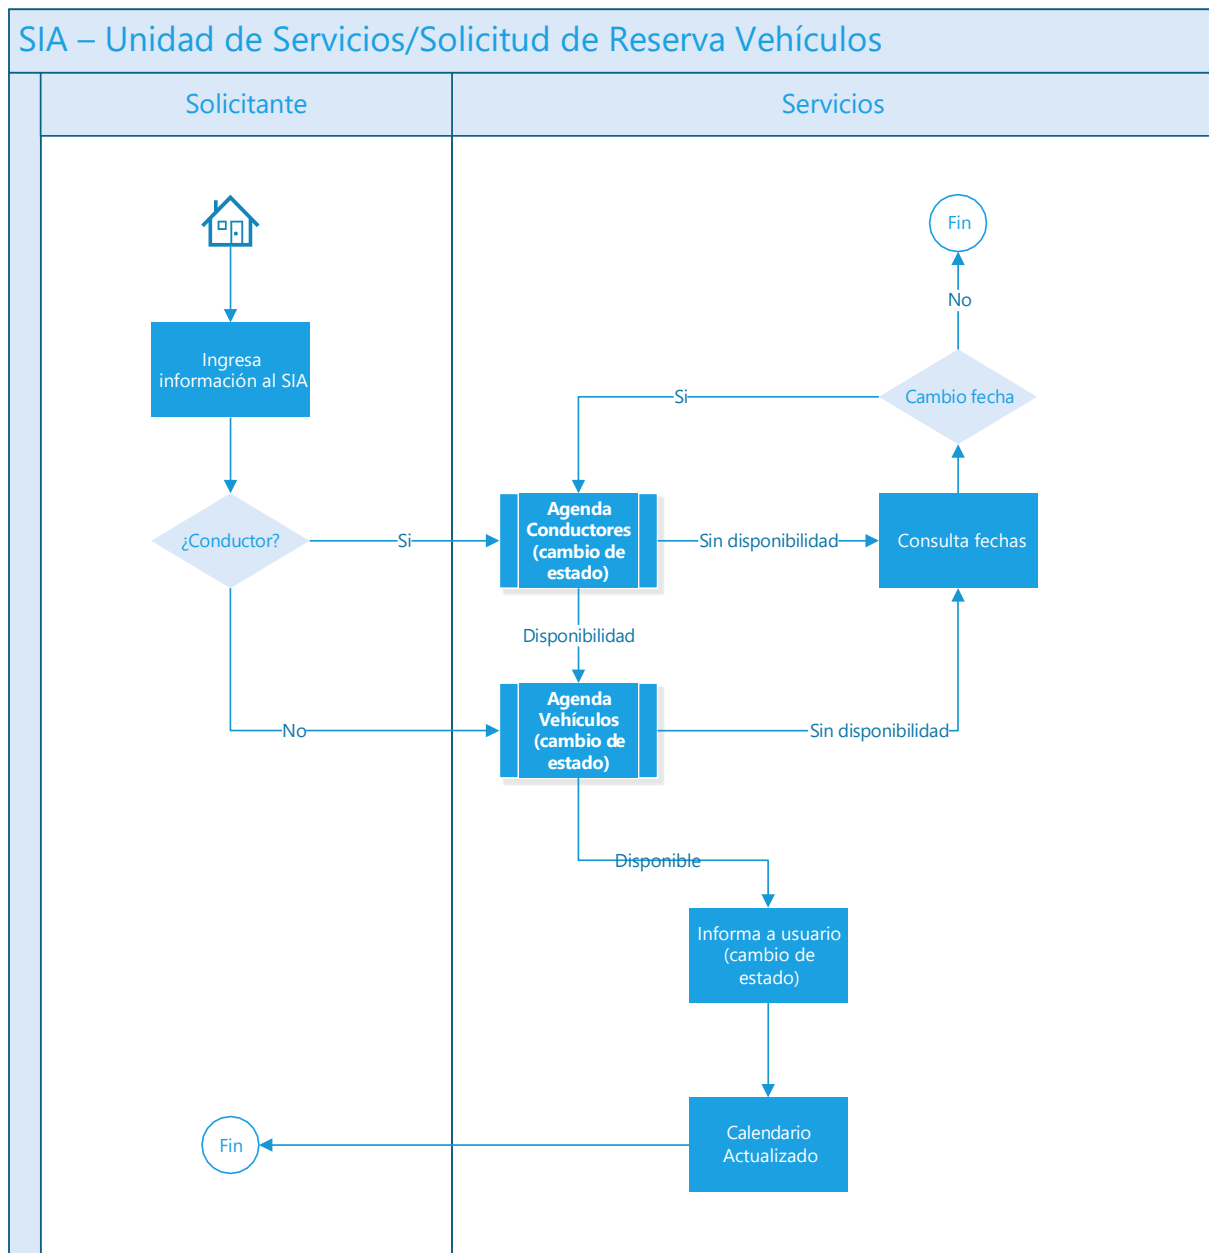 SIA – Unidad de Servicios/Solicitud de Reserva Vehículos
Solicitante
Servicios
Fin
No
Ingresa
información al SIA
Cambio fecha
Si
¿Conductor?
Si
Agenda
Conductores
(cambio de
estado)
Sin disponibilidad
Consulta fechas
Disponibilidad
No
Agenda
Vehículos
(cambio de
estado)
Sin disponibilidad
Disponible
Informa a usuario
(cambio de
estado)
Fin
Calendario
Actualizado